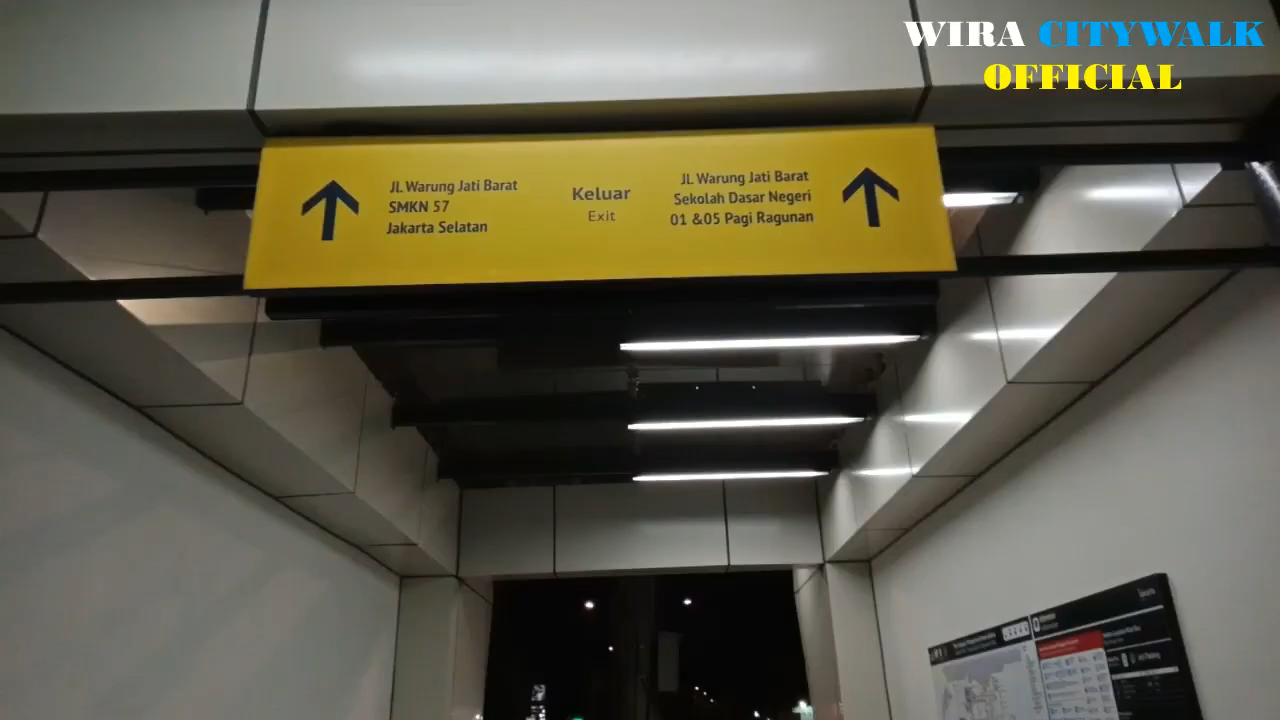 WIRA CITYWALK
OFFICIAL
JL. Warung Jati Barat
SMKN 57
Jakarta Selatan
Keluar
Exit
JL. Warung Jati Barat
Sekolah Dasar Negeri
01 &05 Pagi Ragunan